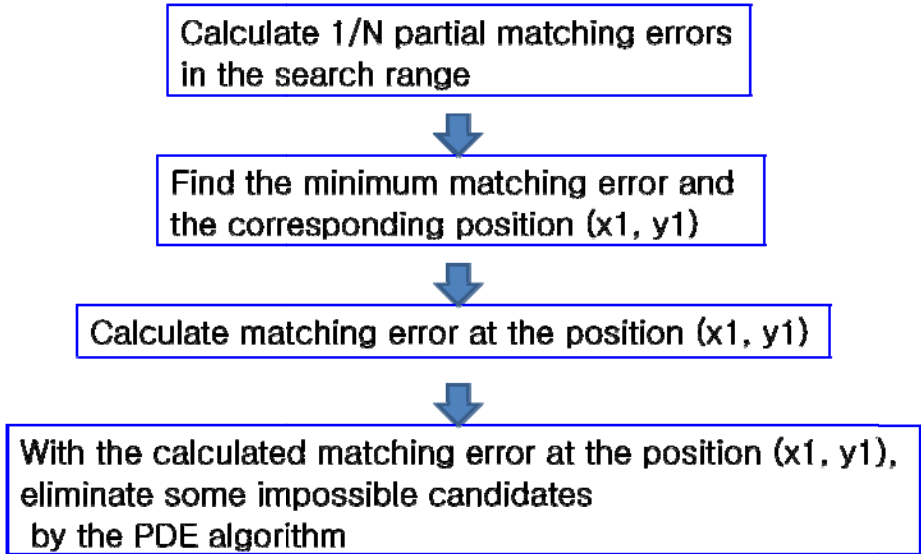 Calculate 1/N partial matching errors
in the search range
Find the minimum matching error and
the corresponding position (x1, y1)
Calculate matching error at the position (x1, y1)
With the calculated matching error at the position (x1, y1),
eliminate some impossible candidates
by the PDE algorithm